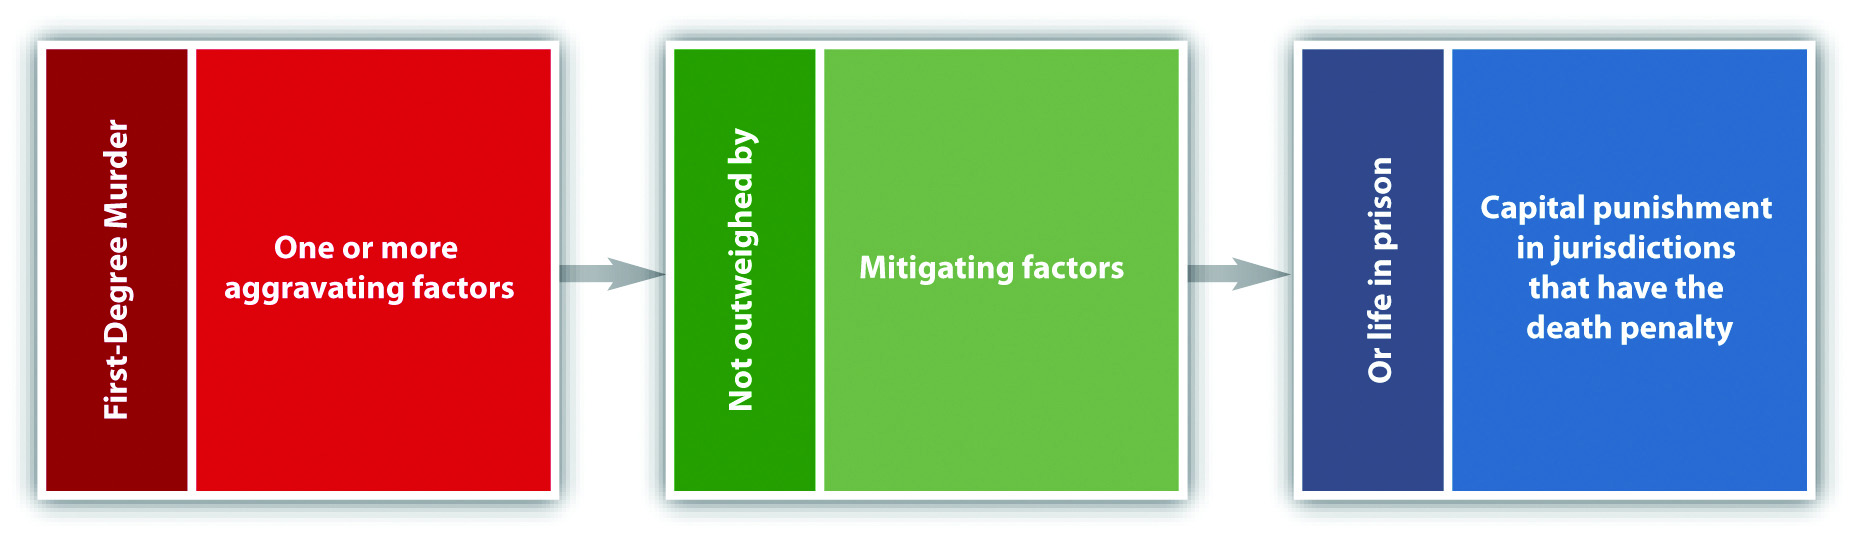 First-Degree Murder
One or more
aggravating factors
Not outweighed by
Mitigating factors
Or life in prison
Capital punishment
in jurisdictions
that have the
death penalty